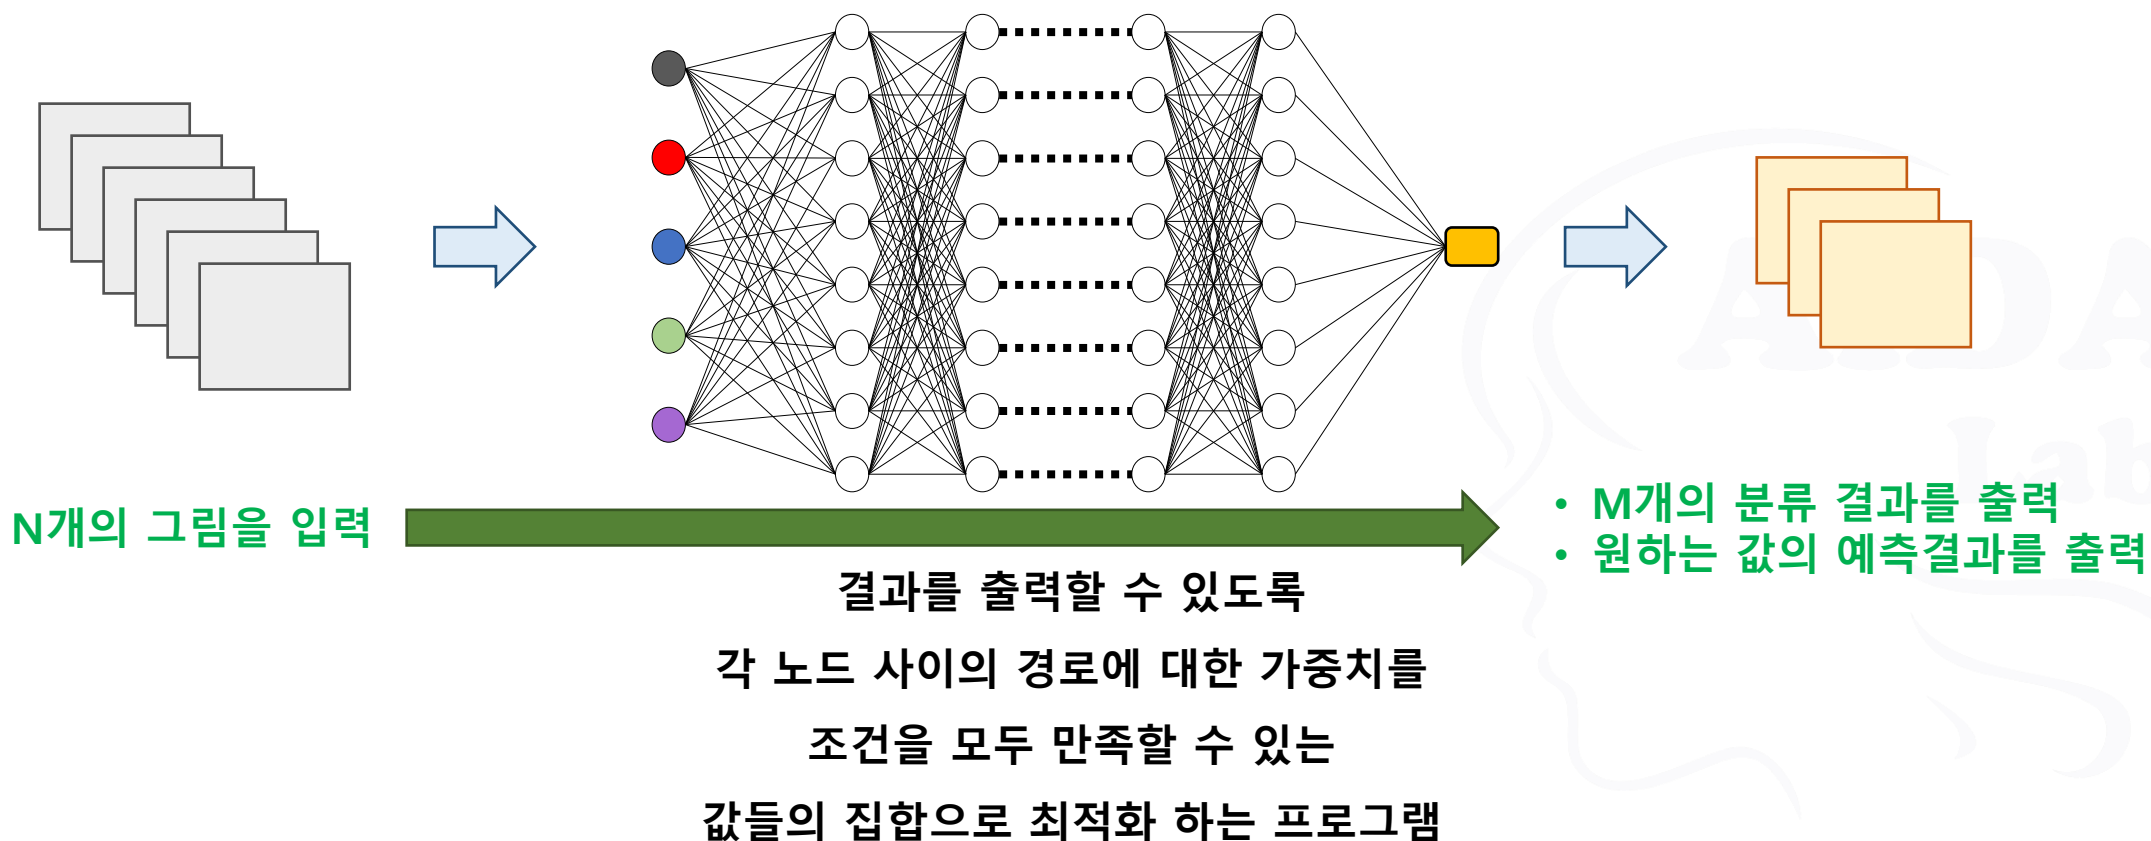 AIDA
Lab
N개의 그림을 입력
• M개의 분류 결과를 출력
• 원하는 값의 예측결과를 출력
결과를 출력할 수 있도록
각 노드 사이의 경로에 대한 가중치를
조건을 모두 만족할 수 있는
값들의 집합으로 최적화 하는 프로그램